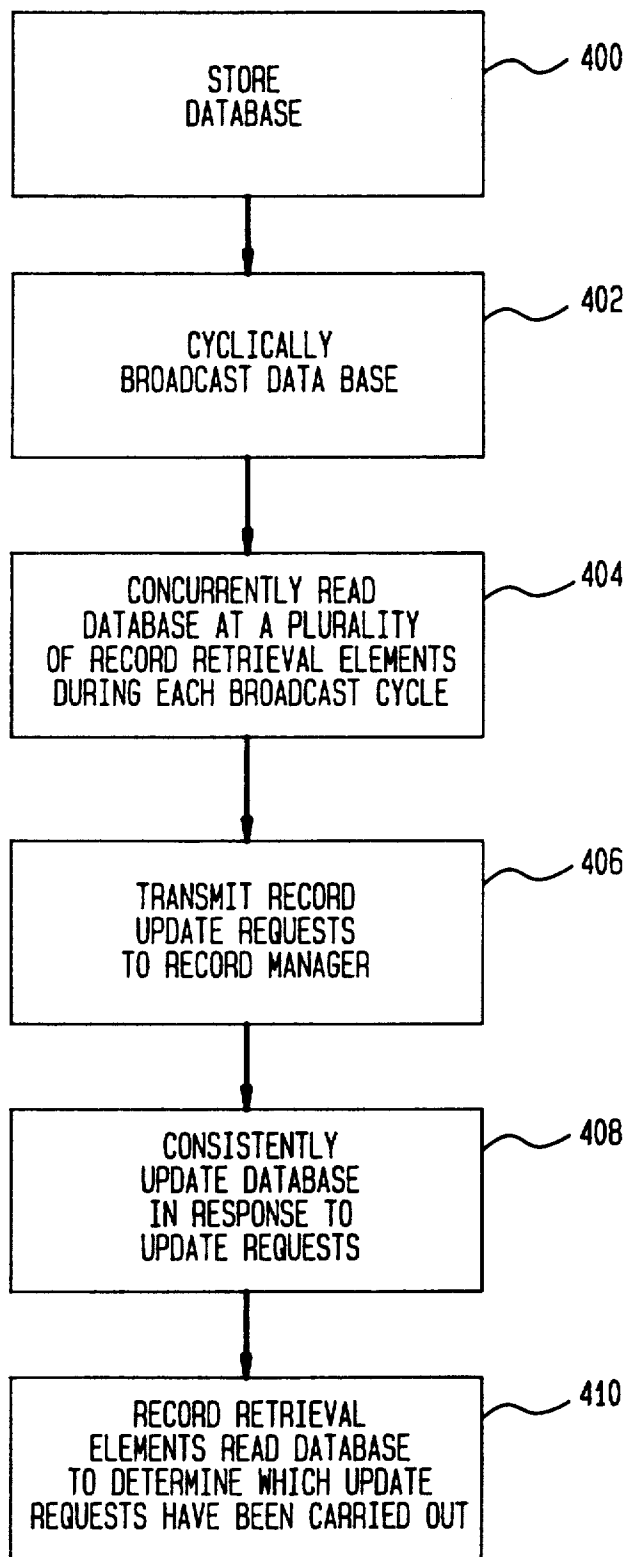 STORE
DATABASE
400
CYCLICALLY
BROADCAST DATA BASE
402
CONCURRENTLY READ
DATABASE AT A PLURALITY
OF RECORD RETRIEVAL ELEMENTS
DURING EACH BROADCAST CYCLE
404
TRANSMIT RECORD
UPDATE REQUESTS
TO RECORD MANAGER
406
CONSISTENTLY
UPDATE DATABASE
IN RESPONSE TO
UPDATE REQUESTS
408
RECORD RETRIEVAL
ELEMENTS READ DATABASE
TO DETERMINE WHICH UPDATE
REQUESTS HAVE BEEN CARRIED OUT
410